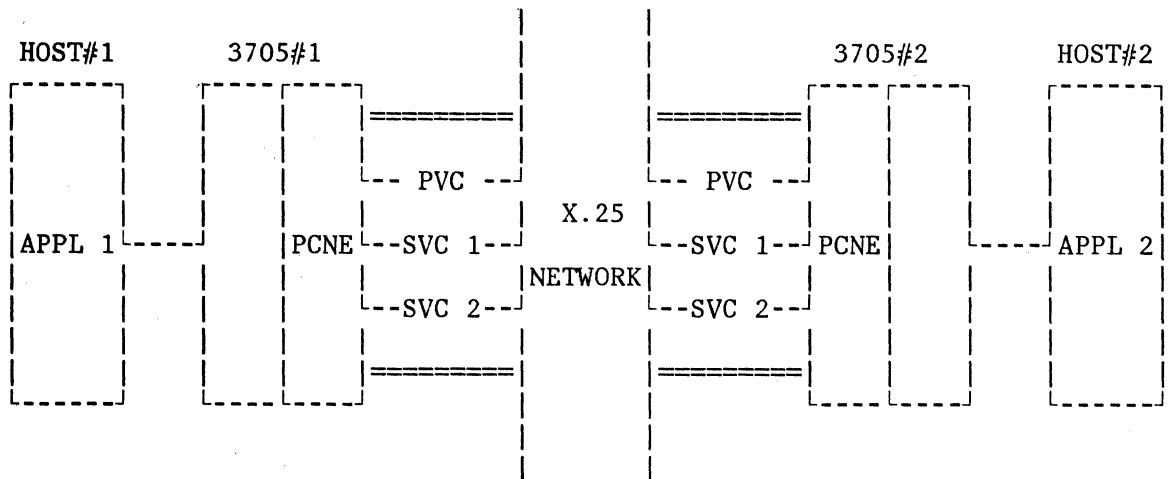 HOST#1 3705#1 3705#2 HOST#2
PVC PVC
X.25
APPL 1 PCNE SVC 1 SVC 1 PCNE APPL 2
NETWORK
SVC 2 SVC 2